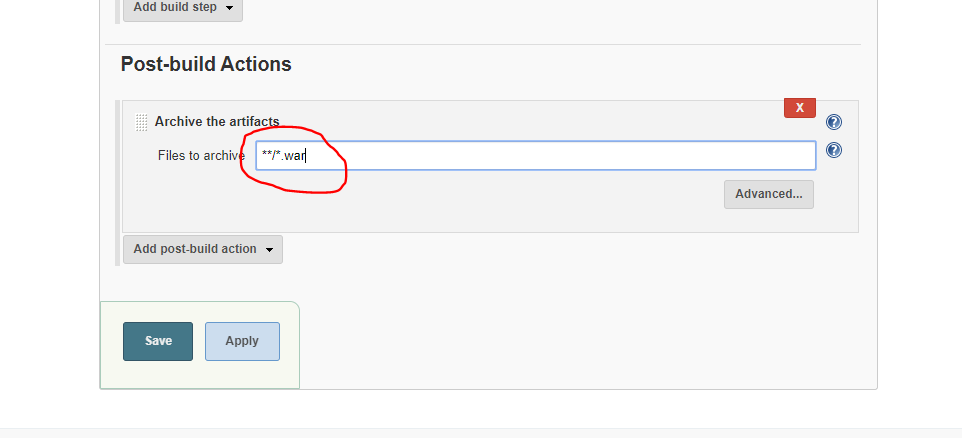 Add build step
Post-build Actions
X
Archive the artifacts
?
Files to archive **/*.war
?
Advanced...
Add post-build action
Save Apply